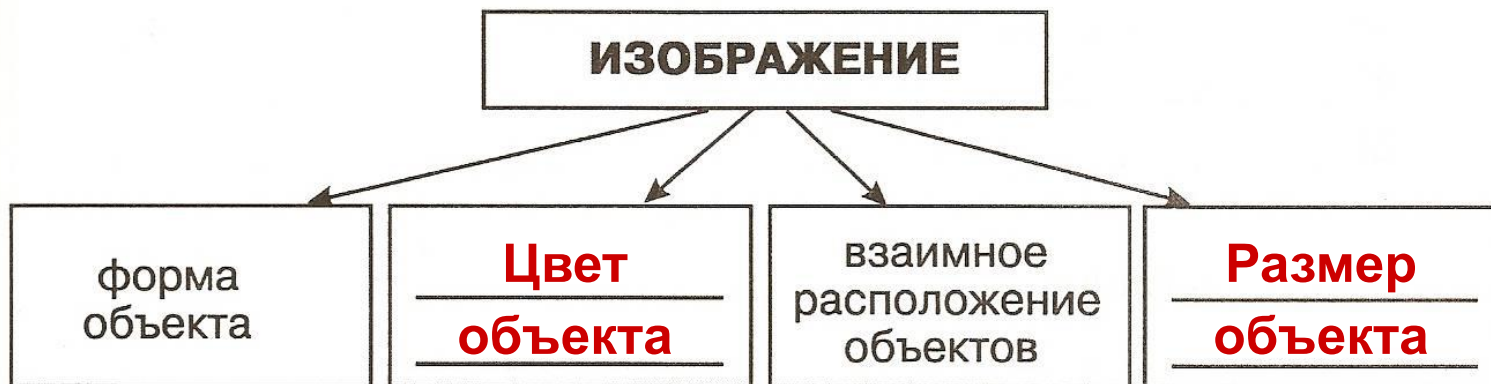 ИЗОБРАЖЕНИЕ
форма
объекта
Цвет
объекта
взаимное
расположение
объектов
Размер
объекта